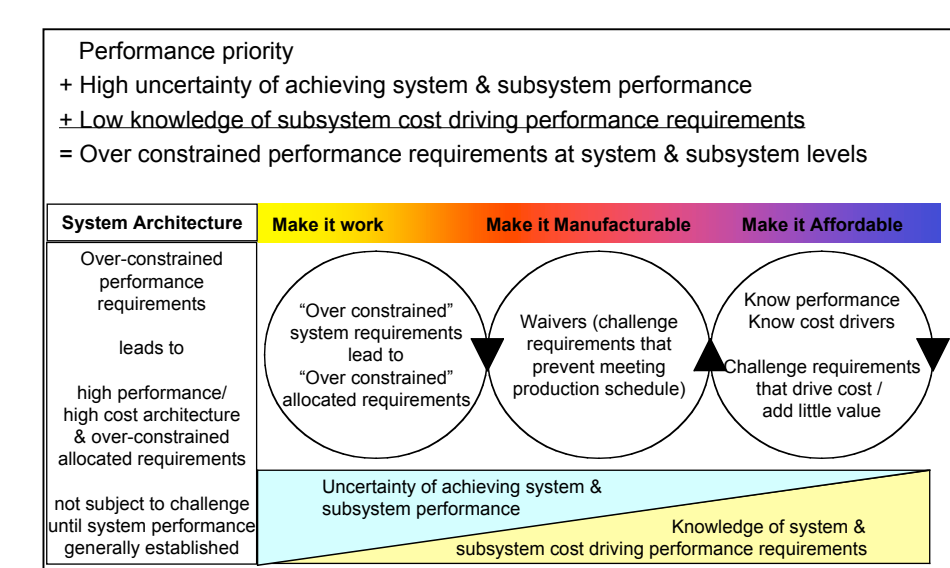 Performance priority
+ High uncertainty of achieving system & subsystem performance
+ Low knowledge of subsystem cost driving performance requirements
= Over constrained performance requirements at system & subsystem levels
System Architecture
Make it work
Make it Manufacturable
Make it Affordable
Over-constrained
performance
requirements
leads to
high performance/
high cost architecture
& over-constrained
allocated requirements
not subject to challenge
until system performance
generally established
“Over constrained”
system requirements
lead to
“Over constrained”
allocated requirements
Waivers (challenge
requirements that
prevent meeting
production schedule)
Know performance
Know cost drivers
Challenge requirements
that drive cost /
add little value
Uncertainty of achieving system &
subsystem performance
Knowledge of system &
subsystem cost driving performance requirements